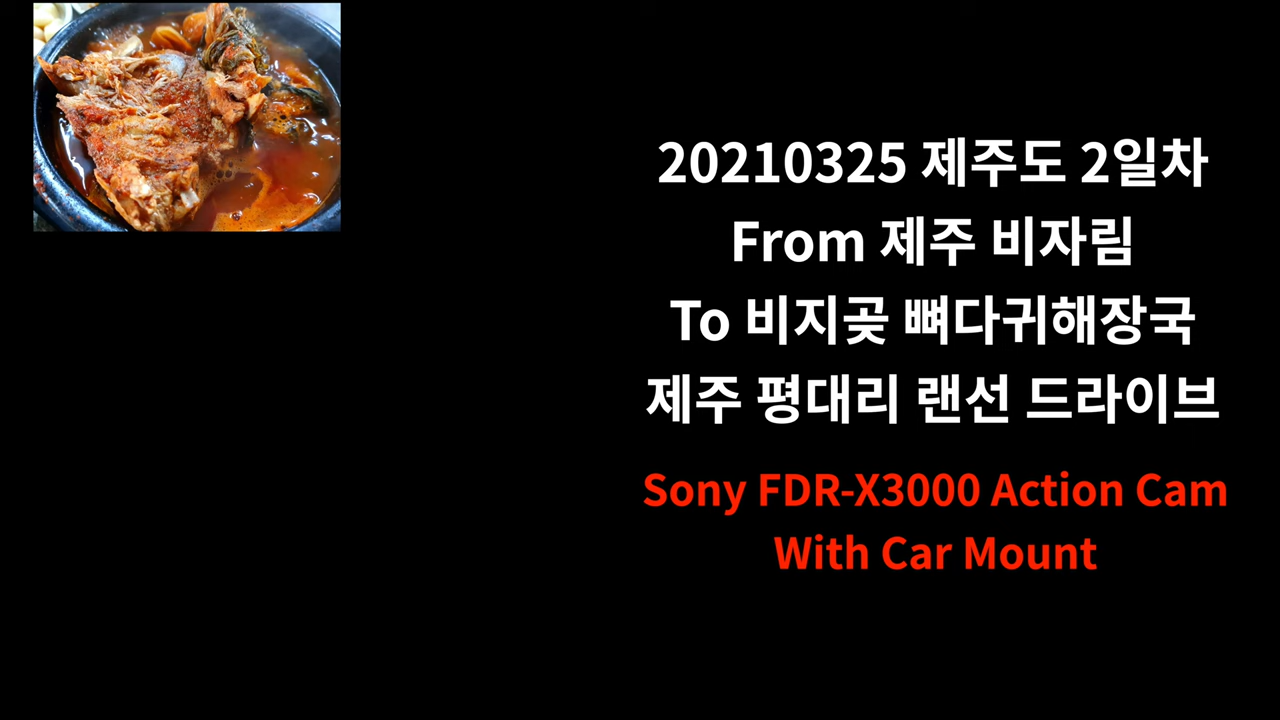 20210325 제주도 2일차
From 제주 비자림
To 비지곶 뼈다귀해장국
제주 평대리 랜선 드라이브
Sony FDR-X3000 Action Cam
With Car Mount